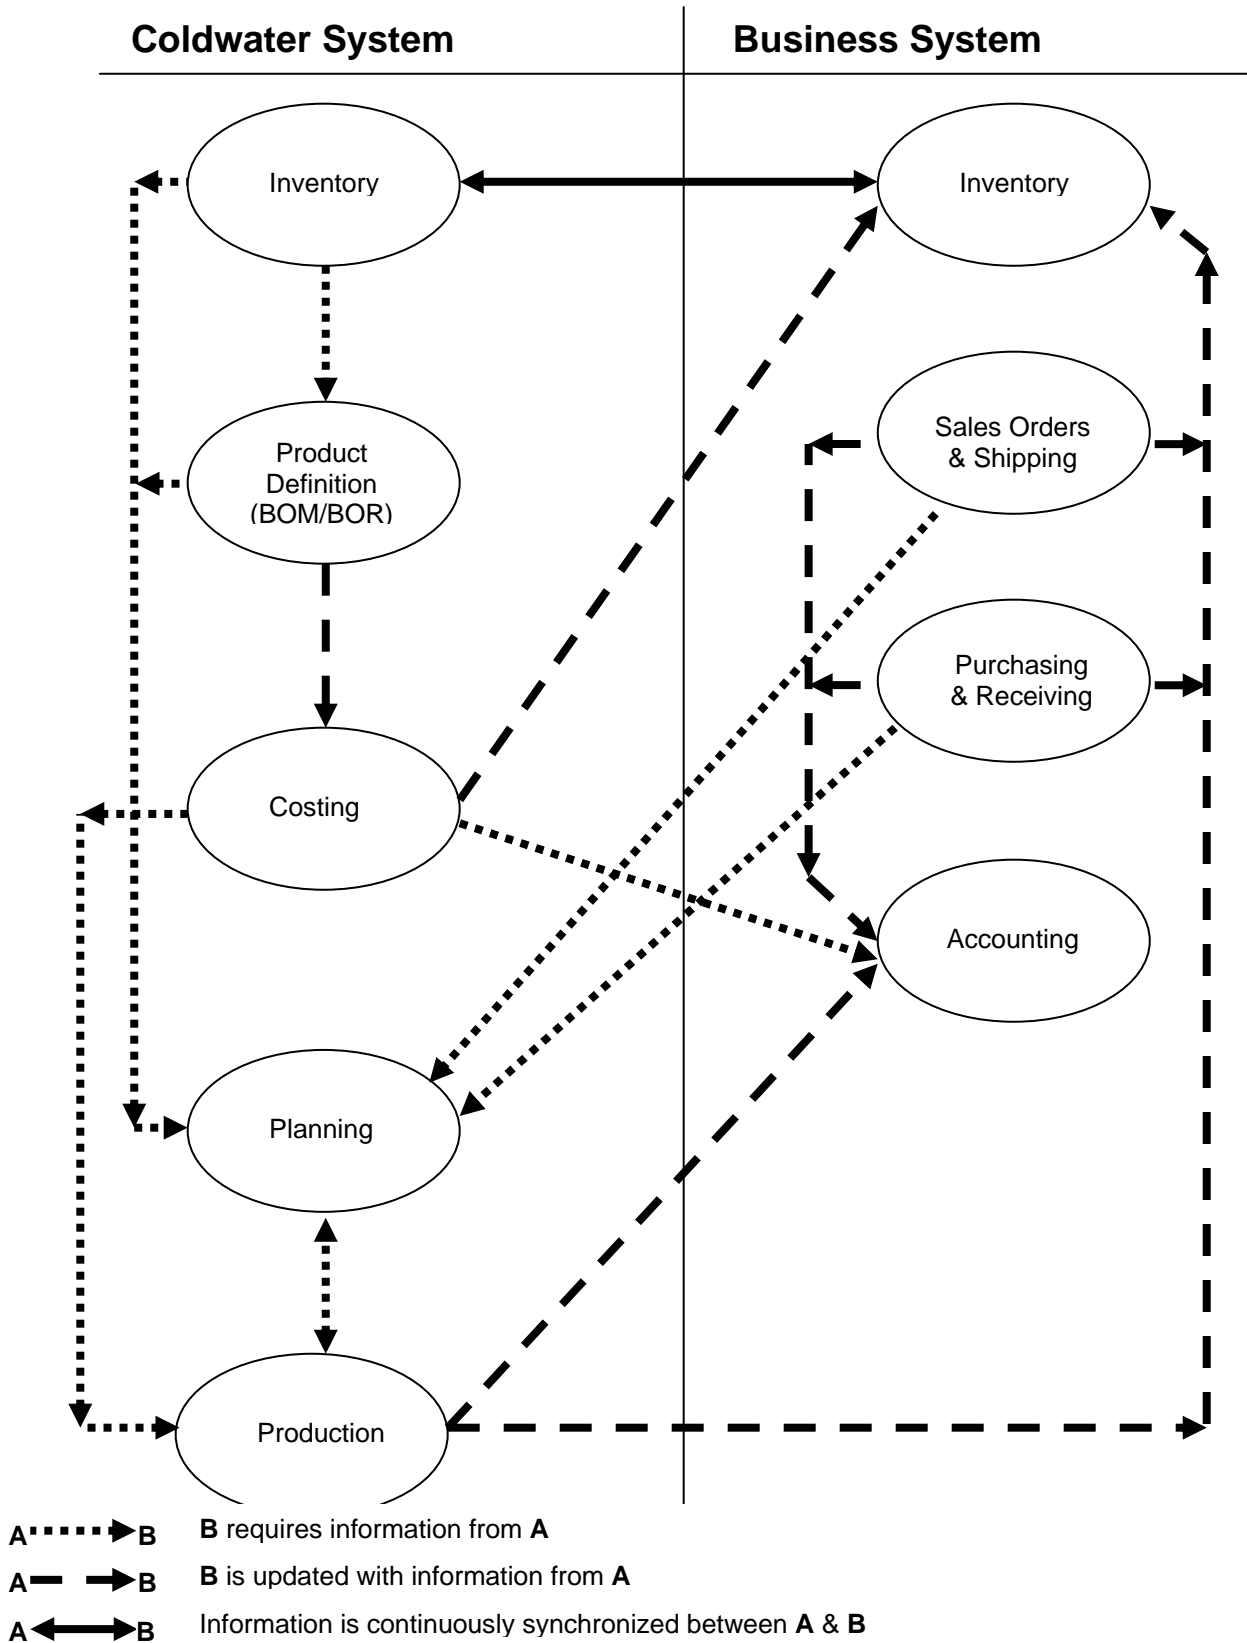 Coldwater System
Business System
Inventory
Inventory
Product
Definition
(BOM/BOR)
Sales Orders
& Shipping
Purchasing
& Receiving
Costing
Accounting
Planning
Production
A B B requires information from A
A B B is updated with information from A
A B Information is continuously synchronized between A & B